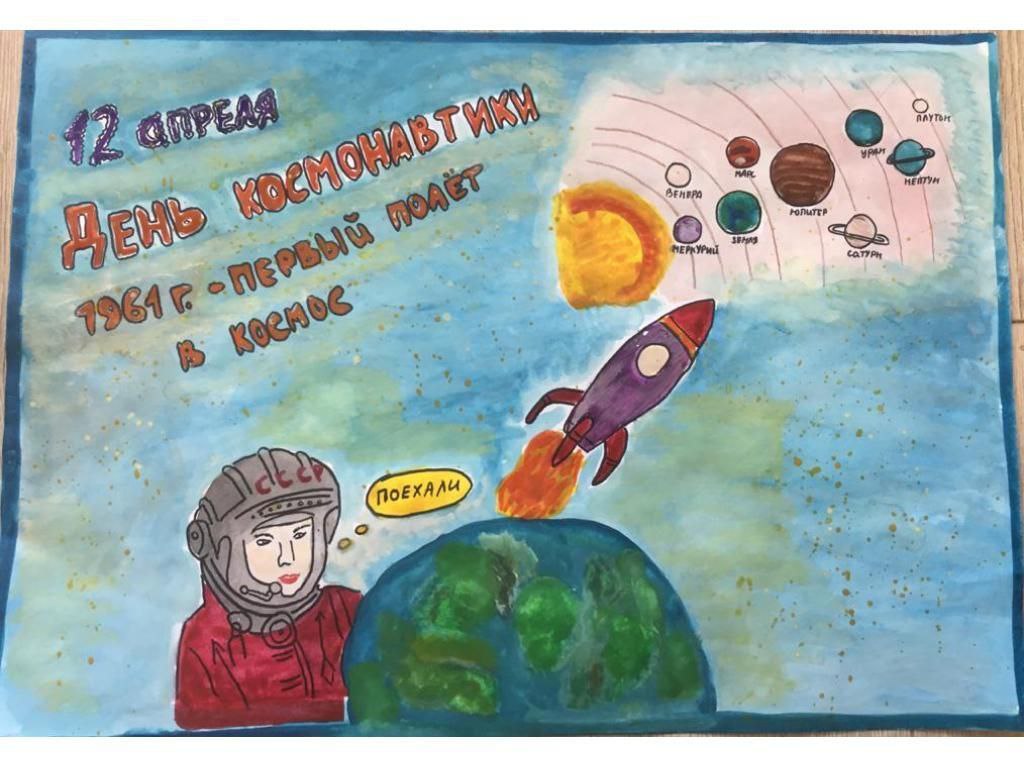 12 АПРЕЛЯ
ДЕНЬ КОСМОНАВТИКИ
1961 г. - ПЕРВЫЙ ПОЛЁТ
В КОСМОС
ПЛУТОН
УРАН
НЕПТУН
МАРС
ВЕНЕРА
ЮПИТЕР
МЕРКУРИЙ
ЗЕМЛЯ
САТУРН
СССР
ПОЕХАЛИ